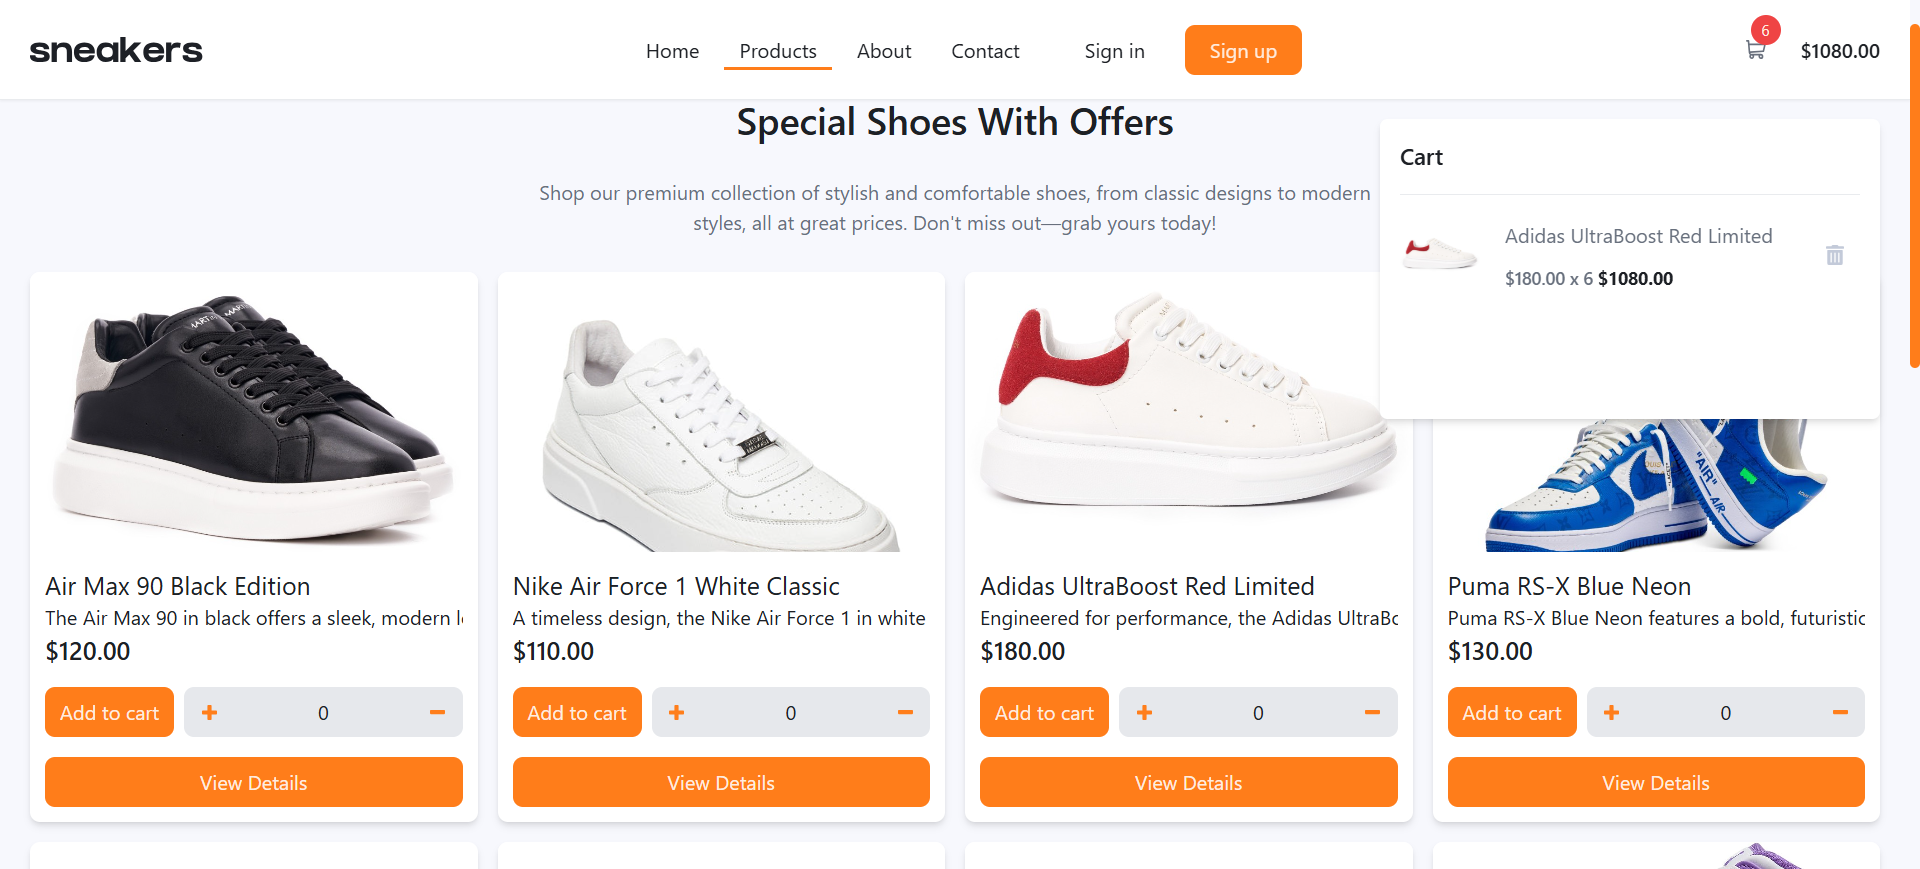 sneakers
Home
Products
About
Contact
Sign in
Sign up
6
$1080.00
Special Shoes With Offers
Shop our premium collection of stylish and comfortable shoes, from classic designs to modern
styles, all at great prices. Don't miss out—grab yours today!
Cart
Adidas UltraBoost Red Limited
$180.00 x 6 $1080.00
"AIR"
AIR
Air Max 90 Black Edition
The Air Max 90 in black offers a sleek, modern
$120.00
Add to cart
+
0
−
View Details
Nike Air Force 1 White Classic
A timeless design, the Nike Air Force 1 in white
$110.00
Add to cart
+
0
−
View Details
Adidas UltraBoost Red Limited
Engineered for performance, the Adidas UltraBo
$180.00
Add to cart
+
0
−
View Details
Puma RS-X Blue Neon
Puma RS-X Blue Neon features a bold, futuristic
$130.00
Add to cart
+
0
−
View Details